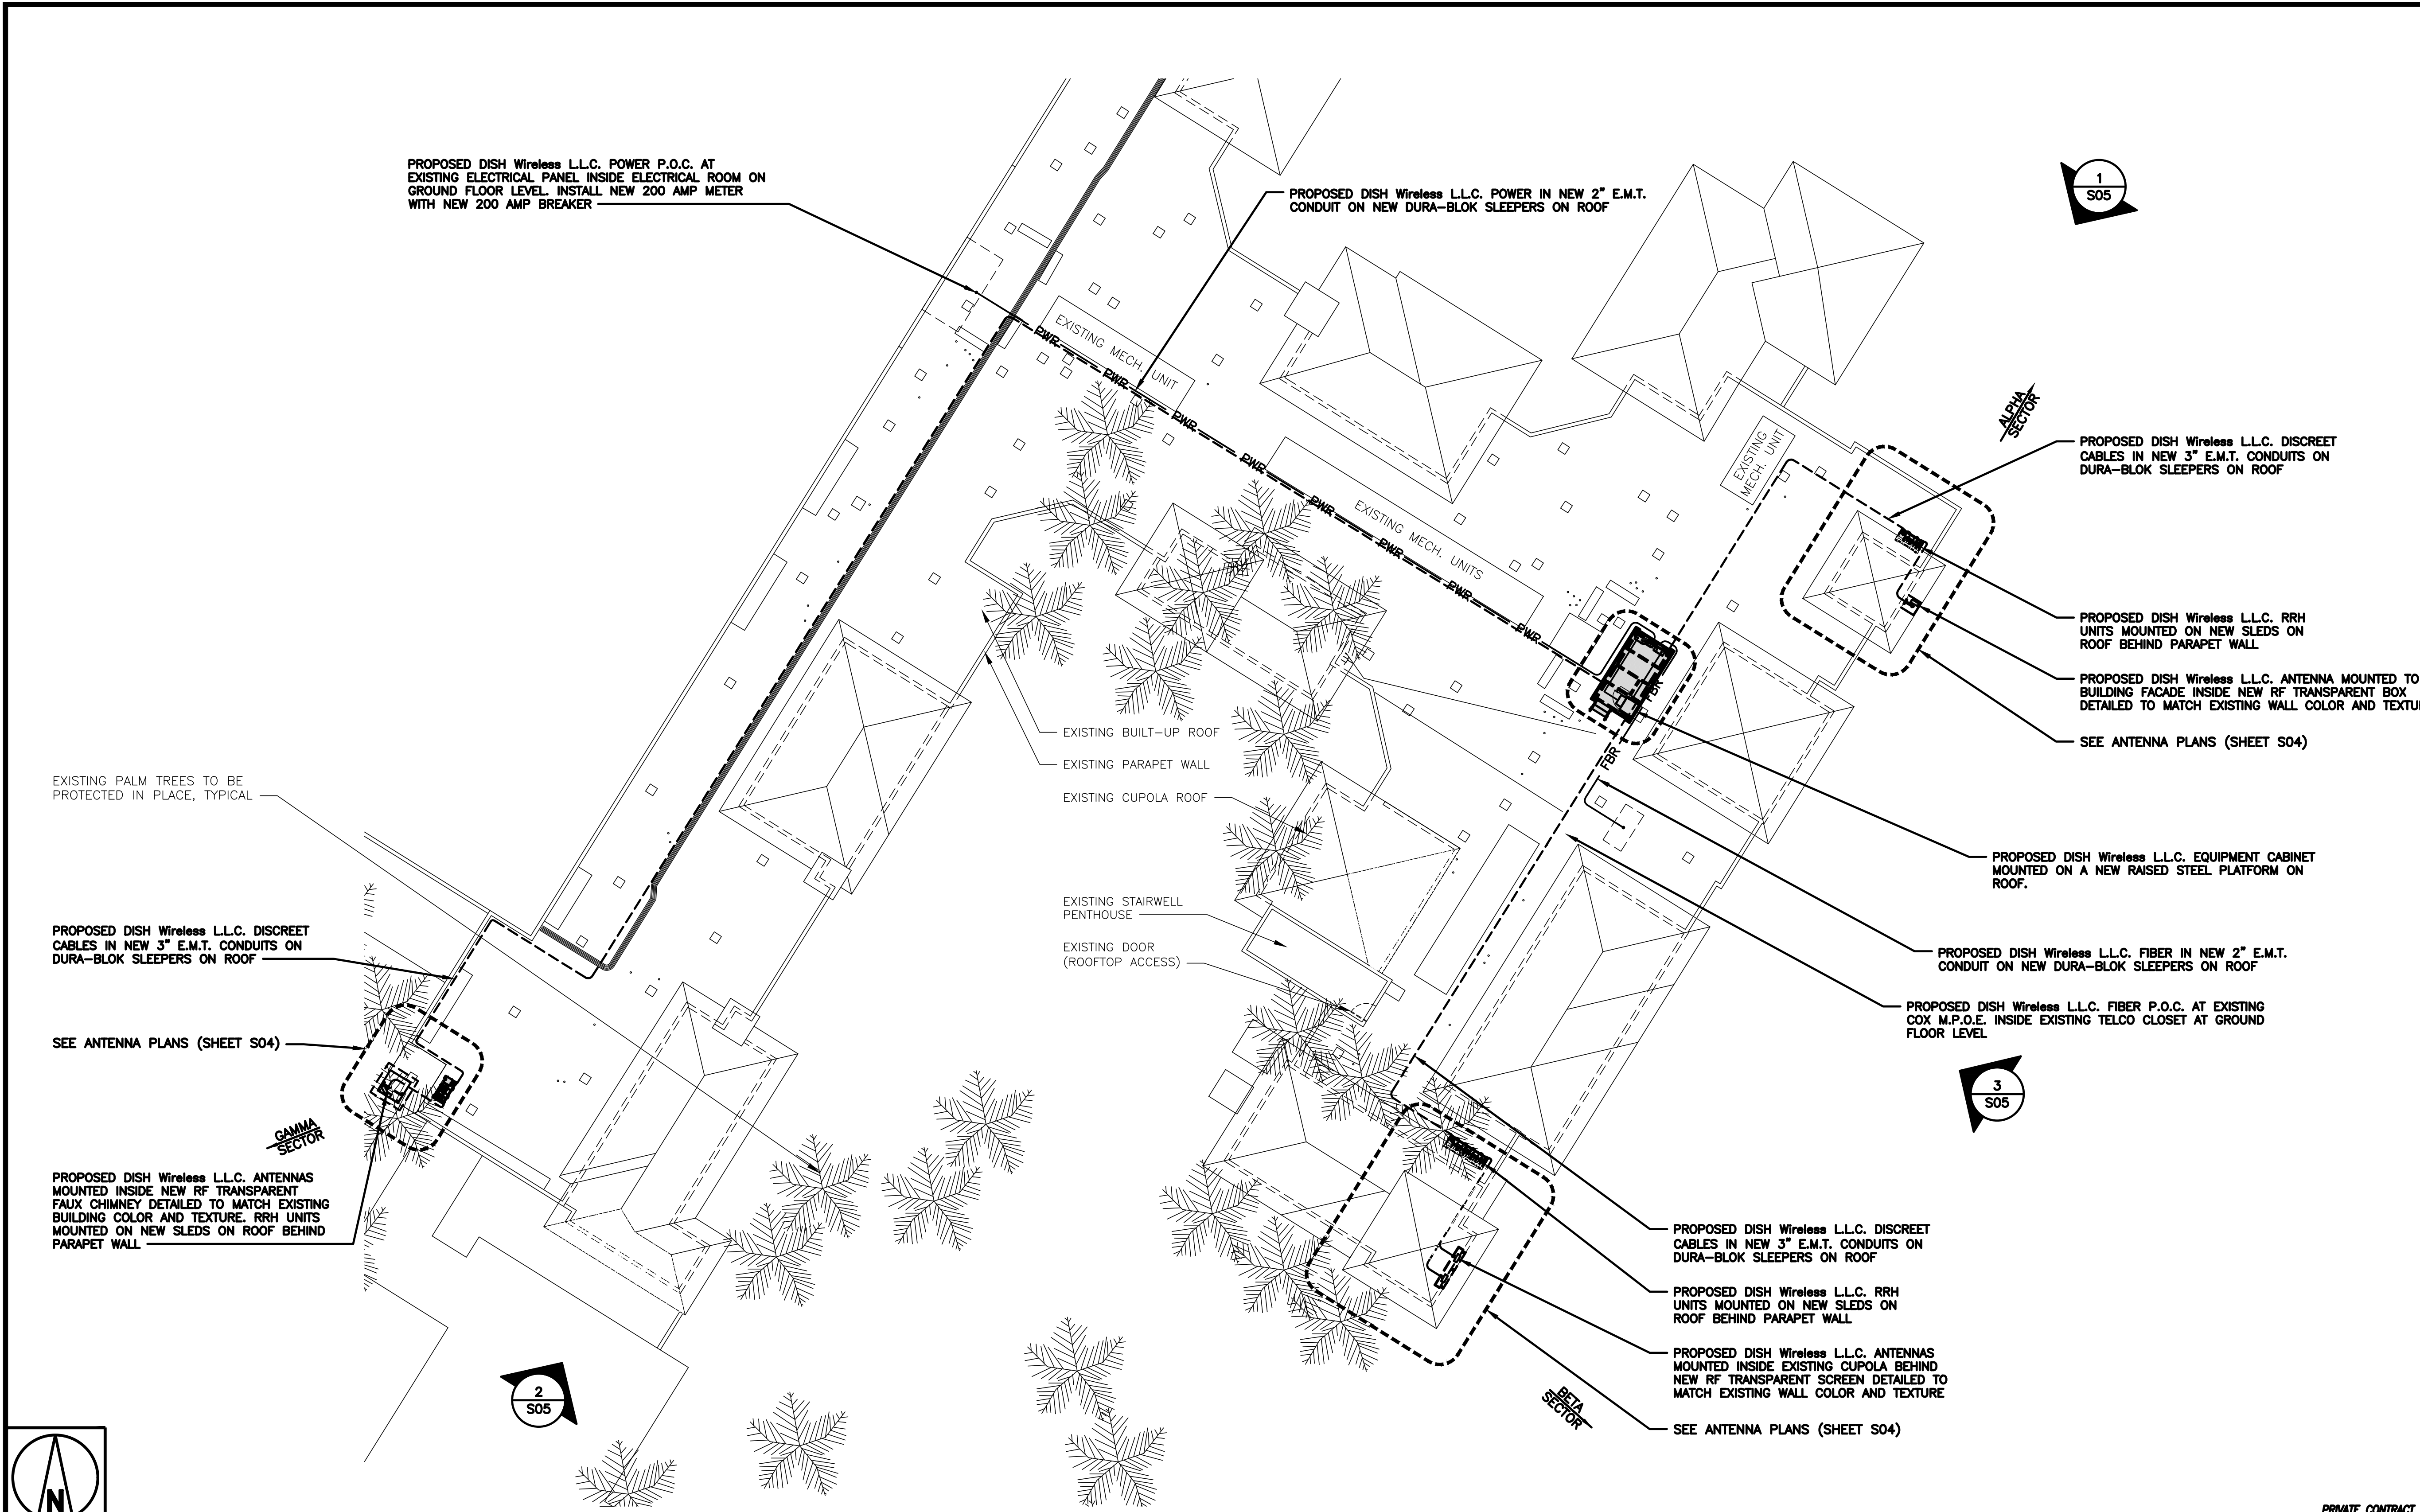 PROPOSED DISH Wireless L.L.C. POWER P.O.C. AT
EXISTING ELECTRICAL PANEL INSIDE ELECTRICAL ROOM ON
GROUND FLOOR LEVEL. INSTALL NEW 200 AMP METER
WITH NEW 200 AMP BREAKER
PROPOSED DISH Wireless L.L.C. POWER IN NEW 2" E.M.T.
CONDUIT ON NEW DURA-BLOK SLEEPERS ON ROOF
1
S05
EXISTING MECH. UNIT
PWR
PWR
PWR
PWR
PWR
PWR
PWR
PWR
EXISTING MECH. UNITS
EXISTING
MECH. UNIT
ALPHA
SECTOR
PROPOSED DISH Wireless L.L.C. DISCREET
CABLES IN NEW 3" E.M.T. CONDUITS ON
DURA-BLOK SLEEPERS ON ROOF
PROPOSED DISH Wireless L.L.C. RRH
UNITS MOUNTED ON NEW SLEDS ON
ROOF BEHIND PARAPET WALL
PROPOSED DISH Wireless L.L.C. ANTENNA MOUNTED TO
BUILDING FACADE INSIDE NEW RF TRANSPARENT BOX
DETAILED TO MATCH EXISTING WALL COLOR AND
SEE ANTENNA PLANS (SHEET S04)
FBR
FBR
EXISTING BUILT-UP ROOF
EXISTING PARAPET WALL
EXISTING CUPOLA ROOF
EXISTING PALM TREES TO BE
PROTECTED IN PLACE, TYPICAL
PROPOSED DISH Wireless L.L.C. EQUIPMENT CABINET
MOUNTED ON A NEW RAISED STEEL PLATFORM ON
ROOF.
EXISTING STAIRWELL
PENTHOUSE
EXISTING DOOR
(ROOFTOP ACCESS)
PROPOSED DISH Wireless L.L.C. DISCREET
CABLES IN NEW 3" E.M.T. CONDUITS ON
DURA-BLOK SLEEPERS ON ROOF
PROPOSED DISH Wireless L.L.C. FIBER IN NEW 2" E.M.T.
CONDUIT ON NEW DURA-BLOK SLEEPERS ON ROOF
PROPOSED DISH Wireless L.L.C. FIBER P.O.C. AT EXISTING
COX M.P.O.E. INSIDE EXISTING TELCO CLOSET AT GROUND
FLOOR LEVEL
SEE ANTENNA PLANS (SHEET S04)
3
S05
GAMMA
SECTOR
PROPOSED DISH Wireless L.L.C. ANTENNAS
MOUNTED INSIDE NEW RF TRANSPARENT
FAUX CHIMNEY DETAILED TO MATCH EXISTING
BUILDING COLOR AND TEXTURE. RRH UNITS
MOUNTED ON NEW SLEDS ON ROOF BEHIND
PARAPET WALL
PROPOSED DISH Wireless L.L.C. DISCREET
CABLES IN NEW 3" E.M.T. CONDUITS ON
DURA-BLOK SLEEPERS ON ROOF
PROPOSED DISH Wireless L.L.C. RRH
UNITS MOUNTED ON NEW SLEDS ON
ROOF BEHIND PARAPET WALL
PROPOSED DISH Wireless L.L.C. ANTENNAS
MOUNTED INSIDE EXISTING CUPOLA BEHIND
NEW RF TRANSPARENT SCREEN DETAILED TO
MATCH EXISTING WALL COLOR AND TEXTURE
SEE ANTENNA PLANS (SHEET S04)
BETA
SECTOR
2
S05
N
PRIVATE CONTRACT